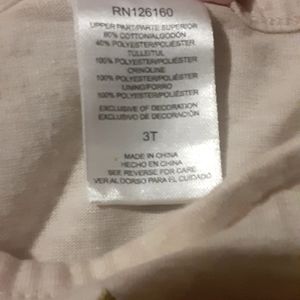 RN126160
UPPER PART/PARTE SUPERIOR
60% COTTON/ALGODÓN
40% POLYESTER/POLIÉSTER
TULLE/TUL
100% POLYESTER/POLIÉSTER
CRINOLINE
100% POLYESTER/POLIÉSTER
LINING/FORRO
100% POLYESTER/POLIÉSTER
EXCLUSIVE OF DECORATION
EXCLUSIVO DE DECORACIÓN
3T
MADE IN CHINA
HECHO EN CHINA
SEE REVERSE FOR CARE
VER AL DORSO PARA EL CUIDADO